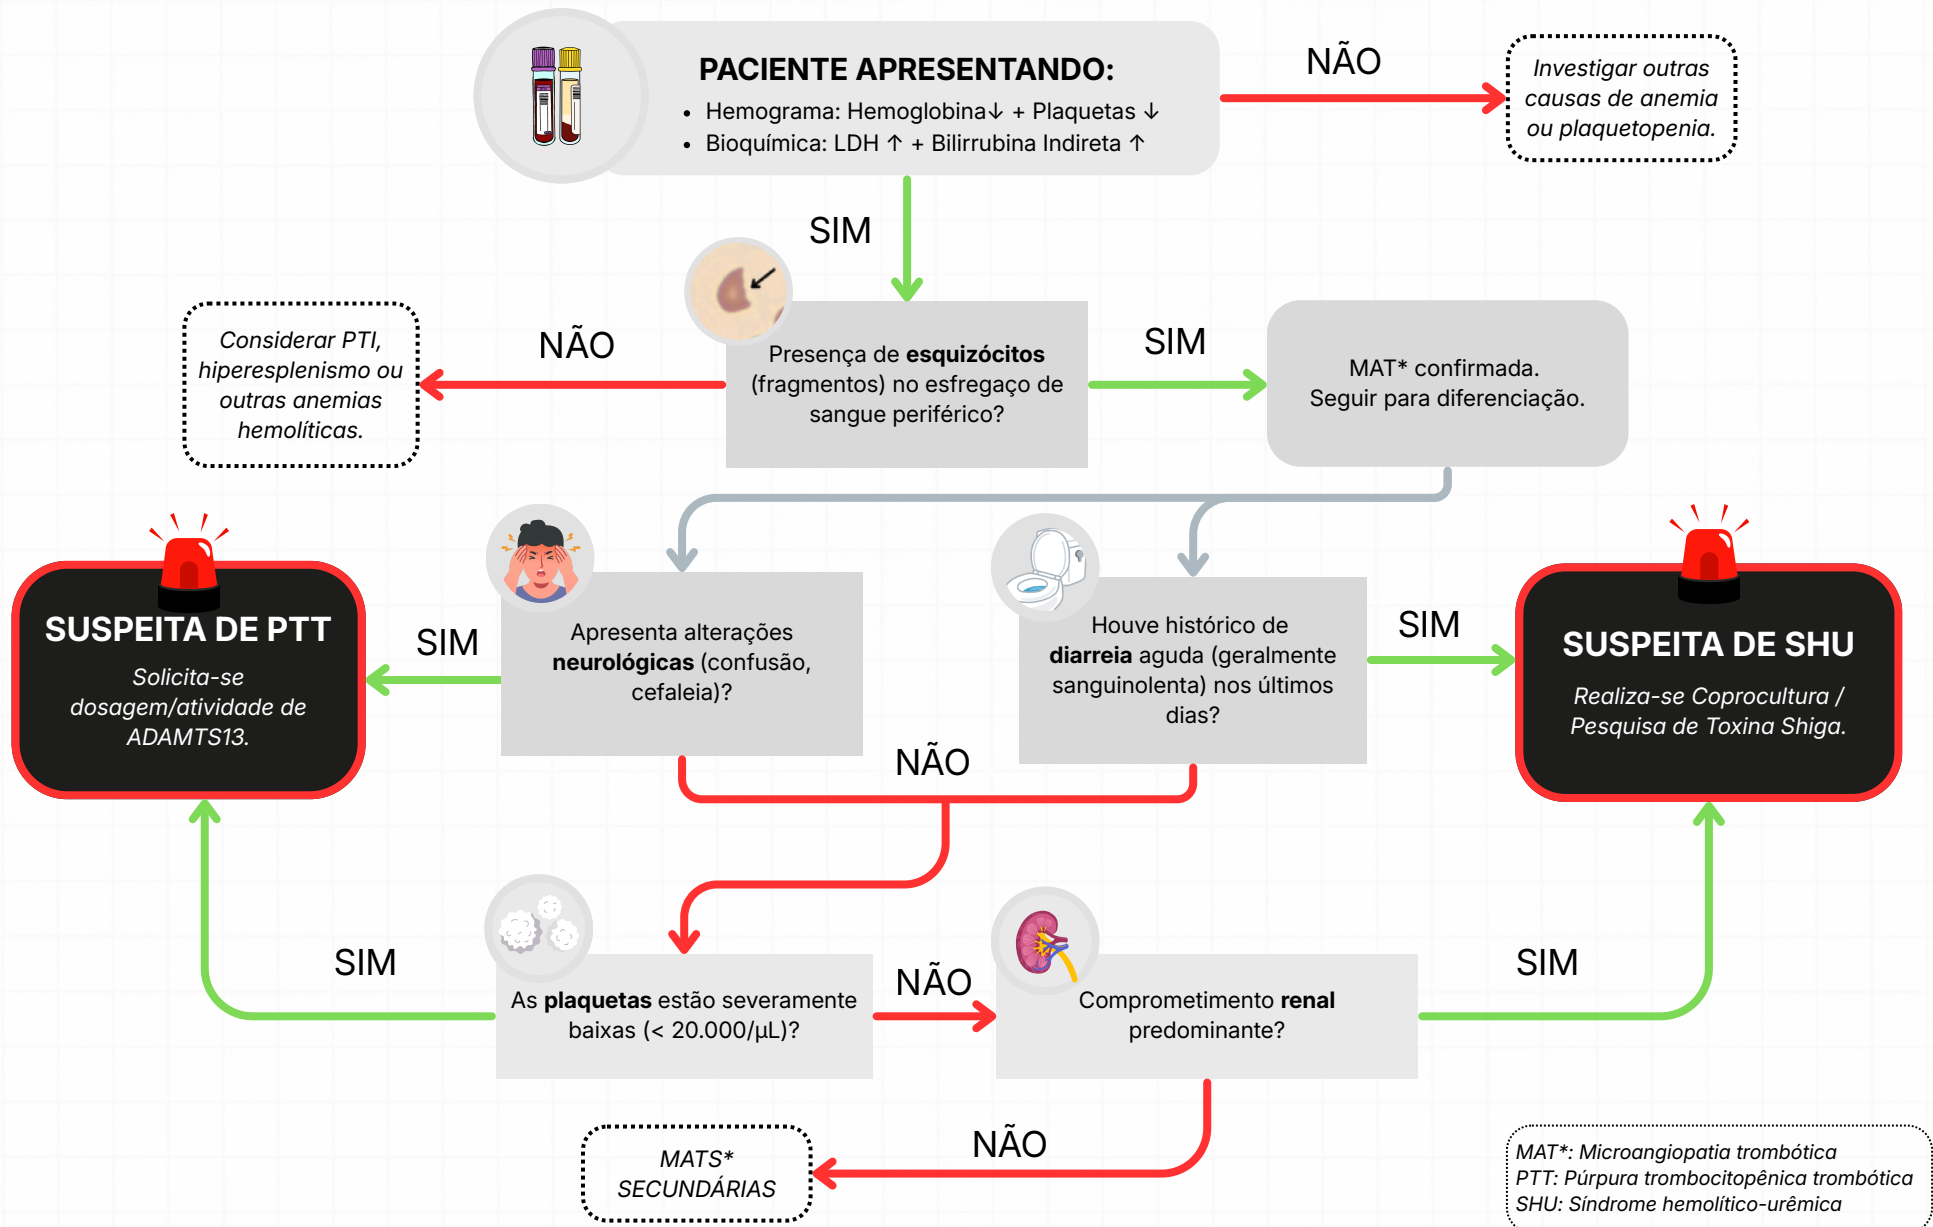 PACIENTE APRESENTANDO:
• Hemograma: Hemoglobina↓ + Plaquetas ↓
• Bioquímica: LDH ↑ + Bilirrubina Indireta ↑
NÃO
Investigar outras
causas de anemia
ou plaquetopenia.
SIM
Considerar PTI,
hiperesplenismo ou
outras anemias
hemolíticas.
NÃO
Presença de esquizócitos
(fragmentos) no esfregaço de
sangue periférico?
SIM
MAT* confirmada.
Seguir para diferenciação.
SUSPEITA DE PTT
Solicita-se
dosagem/atividade de
ADAMTS13.
SIM
Apresenta alterações
neurológicas (confusão,
cefaleia)?
Houve histórico de
diarreia aguda (geralmente
sanguinolenta) nos últimos
dias?
SIM
SUSPEITA DE SHU
Realiza-se Coprocultura /
Pesquisa de Toxina Shiga.
NÃO
SIM
As plaquetas estão severamente
baixas (< 20.000/µL)?
NÃO
Comprometimento renal
predominante?
SIM
NÃO
MATS*
SECUNDÁRIAS
MAT*: Microangiopatia trombótica
PTT: Púrpura trombocitopênica trombótica
SHU: Síndrome hemolítico-urêmica